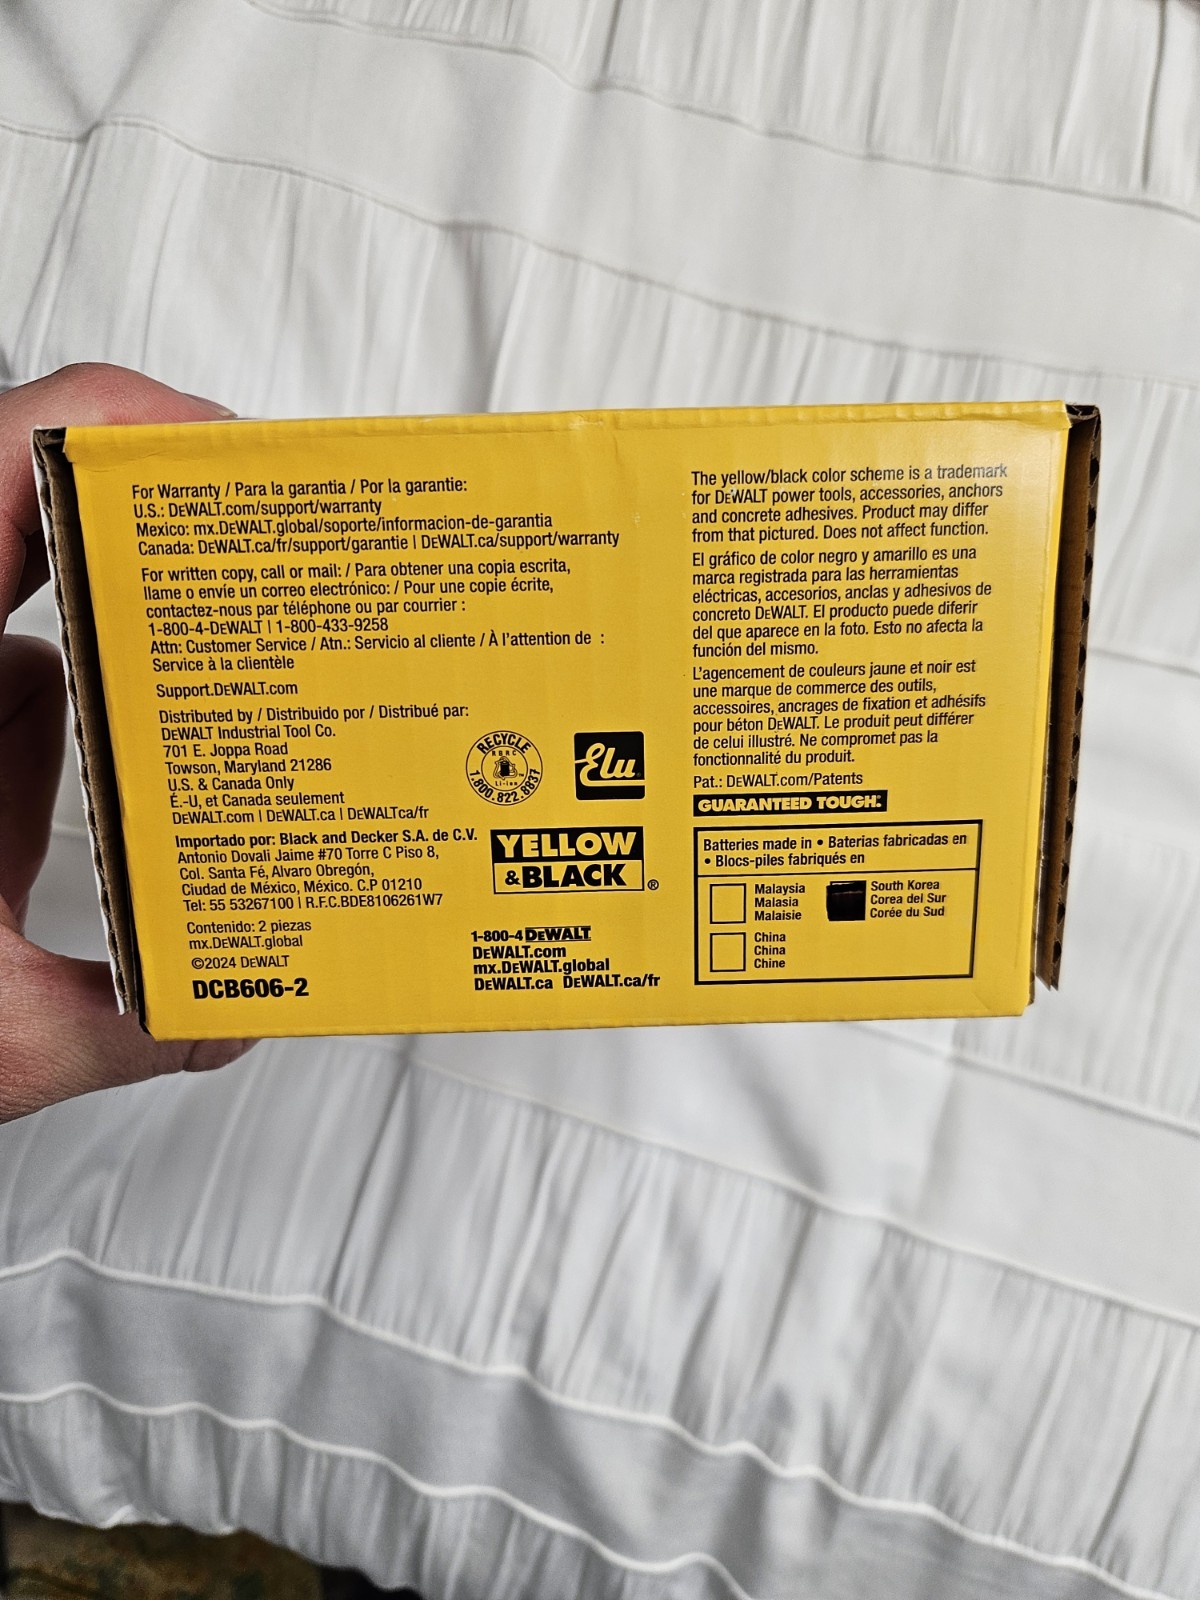 For Warranty / Para la garantía / Por la garantie:
U.S.: DEWALT.com/support/warranty
Mexico: mx.DEWALT.global/soporte/informacion-de-garantia
Canada: DEWALT.ca/fr/support/garantie | DEWALT.ca/support/warranty
For written copy, call or mail: / Para obtener una copia escrita,
llame o envíe un correo electrónico: / Pour une copie écrite,
contactez-nous par téléphone ou par courrier :
1-800-4-DEWALT | 1-800-433-9258
Attn: Customer Service / Atn.: Servicio al cliente / À l'attention de :
Service à la clientèle
Support.DEWALT.com
Distributed by / Distribuido por / Distribué par:
DEWALT Industrial Tool Co.
701 E. Joppa Road
Towson, Maryland 21286
U.S. & Canada Only
É.-U, et Canada seulement
DEWALT.com | DEWALT.ca | DEWALTca/fr
Importado por: Black and Decker S.A. de C.V.
Antonio Dovali Jaime #70 Torre C Piso 8,
Col. Santa Fé, Alvaro Obregón,
Ciudad de México, México. C.P 01210
Tel: 55 53267100 | R.F.C.BDE8106261W7
Contenido: 2 piezas
mx.DEWALT.global
©2024 DEWALT
DCB606-2
RECYCLE
RBRC
Li-Ion
1.800.822.8837
Elu
YELLOW
&BLACK®
1-800-4 DEWALT
DEWALT.com
mx.DEWALT.global
DEWALT.ca DEWALT.ca/fr
The yellow/black color scheme is a trademark
for DEWALT power tools, accessories, anchors
and concrete adhesives. Product may differ
from that pictured. Does not affect function.
El gráfico de color negro y amarillo es una
marca registrada para las herramientas
eléctricas, accesorios, anclas y adhesivos de
concreto DEWALT. El producto puede diferir
del que aparece en la foto. Esto no afecta la
función del mismo.
L'agencement de couleurs jaune et noir est
une marque de commerce des outils,
accessoires, ancrages de fixation et adhésifs
pour béton DEWALT. Le produit peut différer
de celui illustré. Ne compromet pas la
fonctionnalité du produit.
Pat.: DEWALT.com/Patents
GUARANTEED TOUGH.
Batteries made in • Baterias fabricadas en
• Blocs-piles fabriqués en
Malaysia
Malasia
Malaisie
South Korea
Corea del Sur
Corée du Sud
China
China
Chine